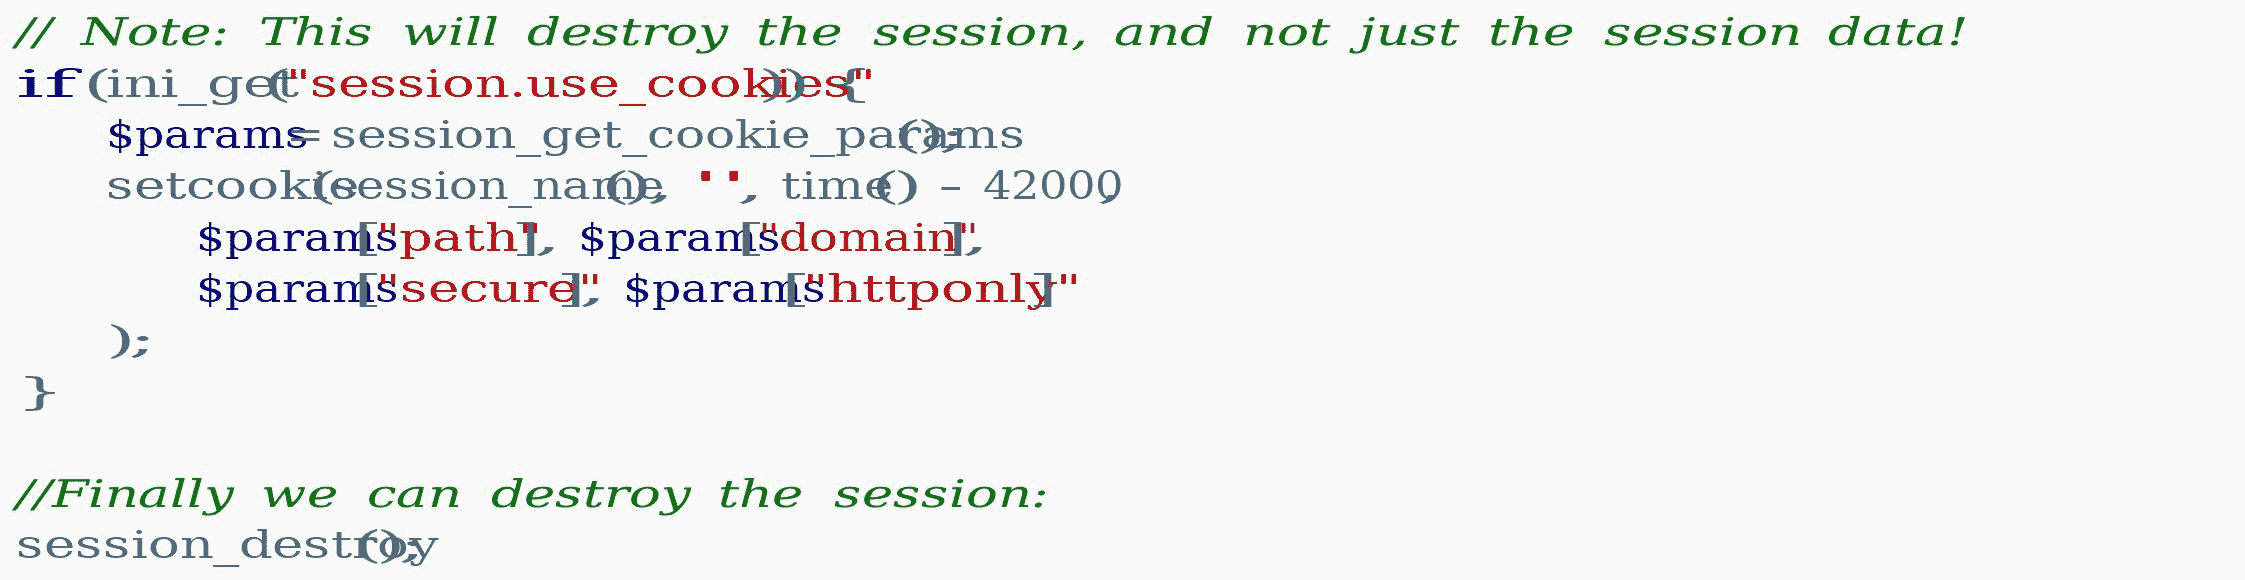 // Note: This will destroy the session, and not just the session data!
if(ini_get("session.use_cookies")) {
    $params = session_get_cookie_params();
    setcookie(session_name(), '', time() - 42000,
        $params["path"], $params["domain"],
        $params["secure"], $params["httponly"]
    );
}
//Finally we can destroy the session:
session_destroy();